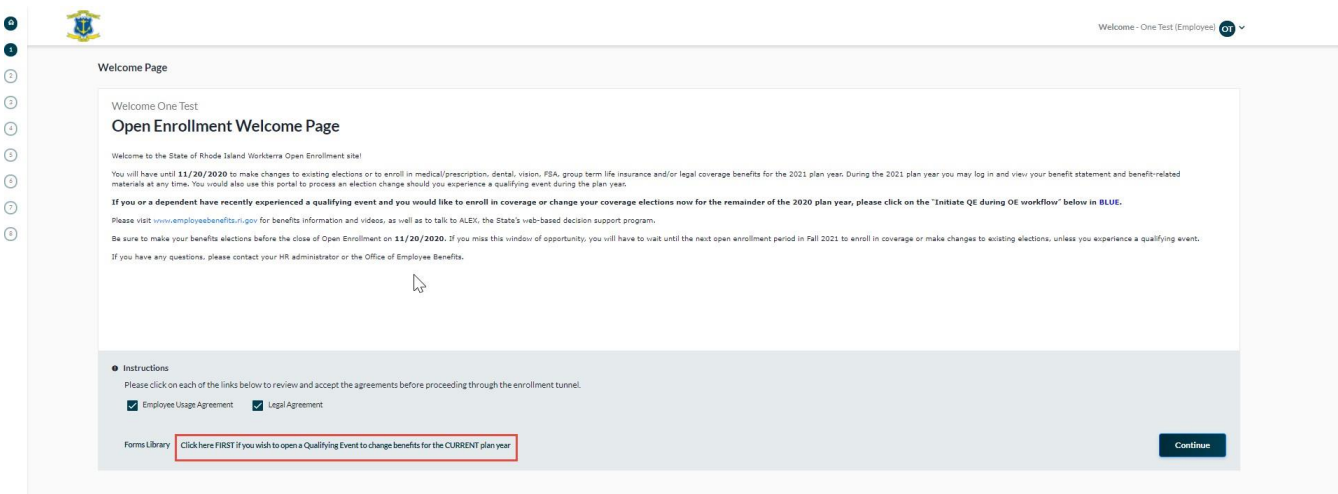 Welcome - One Test (Employee) OT
1
2
3
4
5
6
7
8
Welcome Page
Welcome One Test
Open Enrollment Welcome Page
Welcome to the State of Rhode Island Workterra Open Enrollment site!
You will have until 11/20/2020 to make changes to existing elections or to enroll in medical/prescription, dental, vision, FSA, group term life insurance and/or legal coverage benefits for the 2021 plan year. During the 2021 plan year you may log in and view your benefit statement and benefit-related
materials at any time. You would also use this portal to process an election change should you experience a qualifying event during the plan year.
If you or a dependent have recently experienced a qualifying event and you would like to enroll in coverage or change your coverage elections now for the remainder of the 2020 plan year, please click on the "Initiate QE during OE workflow" below in BLUE.
Please visit www.employeebenefits.ri.gov for benefits information and videos, as well as to talk to ALEX, the State's web-based decision support program.
Be sure to make your benefits elections before the close of Open Enrollment on 11/20/2020. If you miss this window of opportunity, you will have to wait until the next open enrollment period in Fall 2021 to enroll in coverage or make changes to existing elections, unless you experience a qualifying event.
If you have any questions, please contact your HR administrator or the Office of Employee Benefits.
Instructions
Please click on each of the links below to review and accept the agreements before proceeding through the enrollment tunnel.
Employee Usage Agreement Legal Agreement
Forms Library Click here FIRST if you wish to open a Qualifying Event to change benefits for the CURRENT plan year Continue